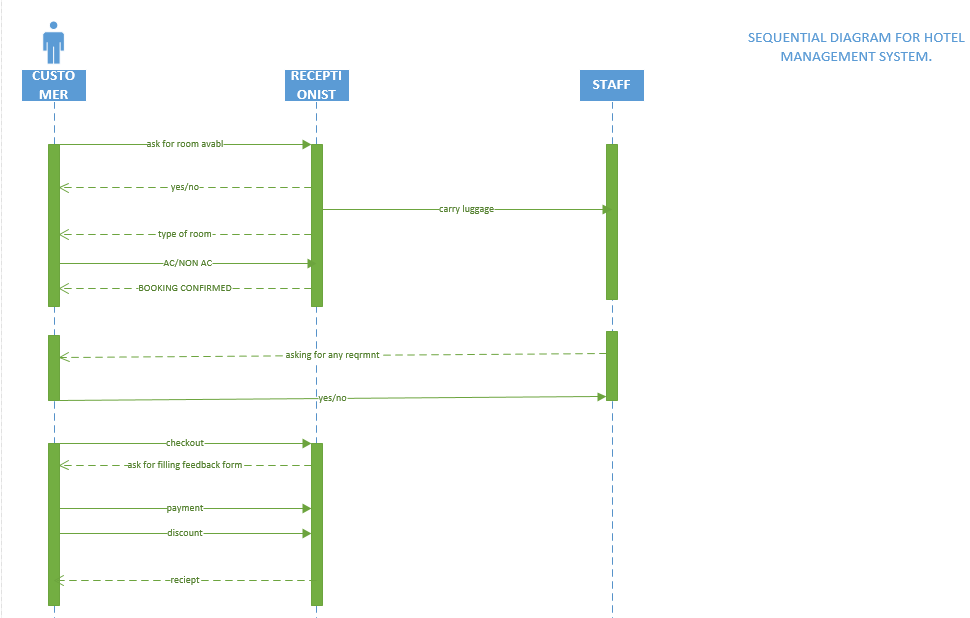 SEQUENTIAL DIAGRAM FOR HOTEL
MANAGEMENT SYSTEM.
CUSTO
MER
RECEPTI
ONIST
STAFF
ask for room avabl
yes/no
carry luggage
type of room
AC/NON AC
BOOKING CONFIRMED
asking for any reqrmnt
yes/no
checkout
ask for filling feedback form
payment
discount
reciept